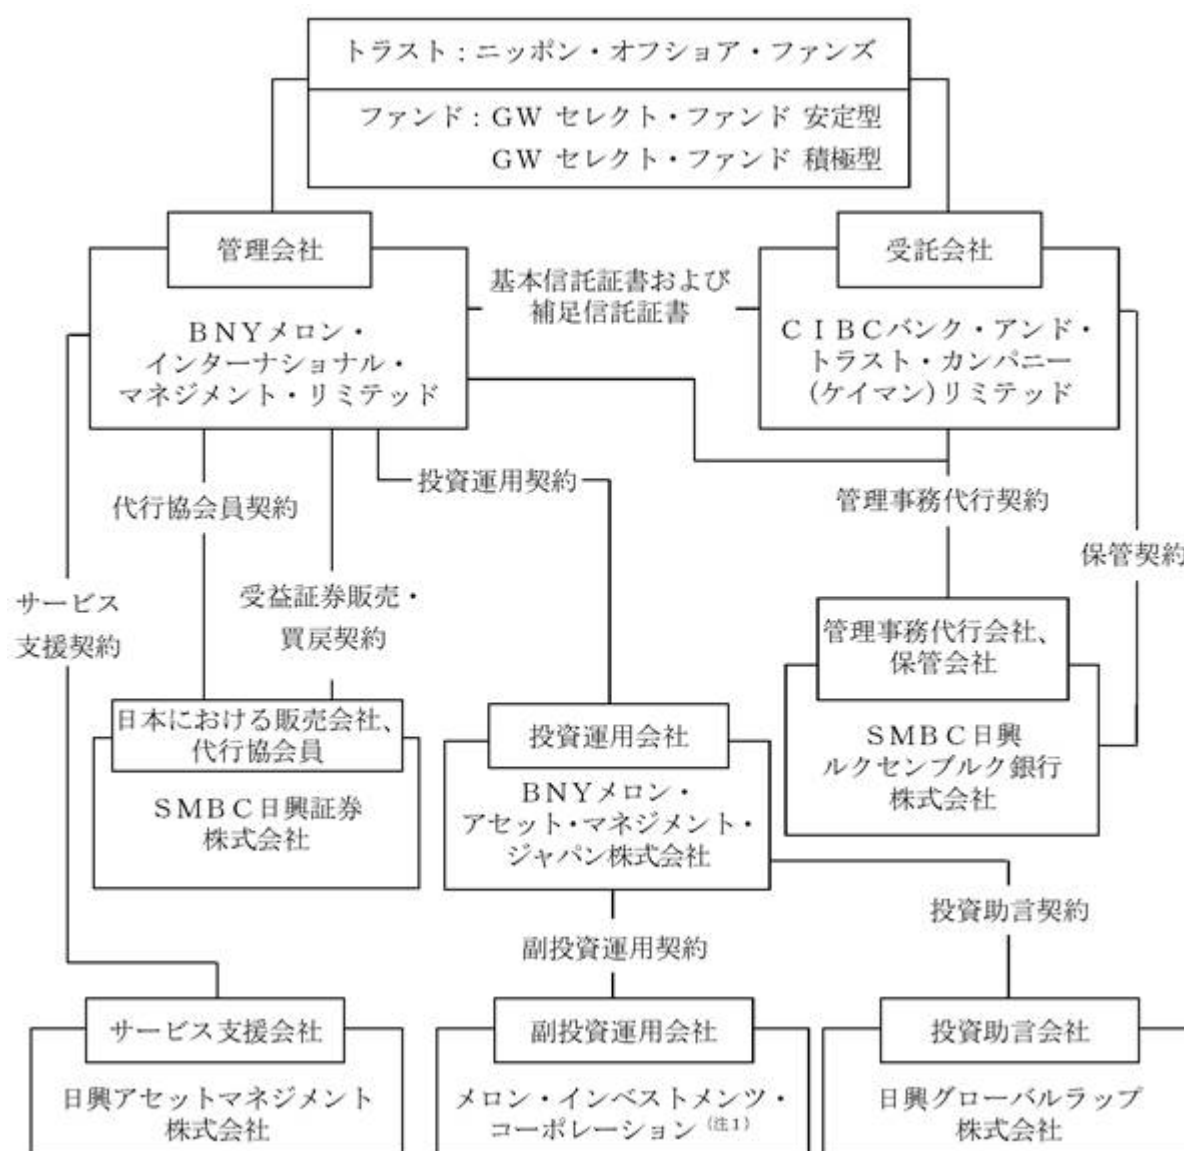 トラスト：ニッポン・オフショア・ファンズ
ファンド：GW セレクト・ファンド 安定型
GW セレクト・ファンド 積極型
管理会社
BNYメロン・
インターナショナル・
マネジメント・リミテッド
基本信託証書および
補足信託証書
受託会社
CIBCバンク・アンド・
トラスト・カンパニー
(ケイマン)リミテッド
投資運用契約
代行協会員契約
管理事務代行契約
保管契約
サービス
支援契約
受益証券販売・
買戻契約
管理事務代行会社、
保管会社
SMBC日興
ルクセンブルク銀行
株式会社
日本における販売会社、
代行協会員
SMBC日興証券
株式会社
投資運用会社
BNYメロン・
アセット・マネジメント・
ジャパン株式会社
投資助言契約
副投資運用契約
サービス支援会社
日興アセットマネジメント
株式会社
副投資運用会社
メロン・インベストメンツ・
コーポレーション(注1)
投資助言会社
日興グローバルラップ
株式会社